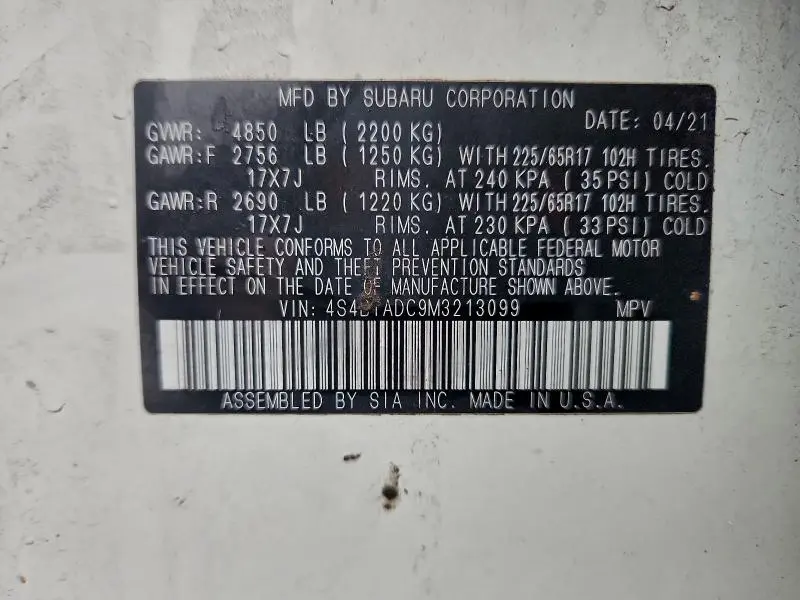 MFD BY SUBARU CORPORATION
DATE: 04/21
GVWR: 4850 LB ( 2200 KG)
GAWR:F 2756 LB ( 1250 KG) WITH 225/65R17 102H TIRES.
17X7J RIMS. AT 240 KPA ( 35 PSI) COLD
GAWR:R 2690 LB ( 1220 KG) WITH 225/65R17 102H TIRES.
17X7J RIMS. AT 230 KPA ( 33 PSI) COLD
THIS VEHICLE CONFORMS TO ALL APPLICABLE FEDERAL MOTOR
VEHICLE SAFETY AND THEFT PREVENTION STANDARDS
IN EFFECT ON THE DATE OF MANUFACTURE SHOWN ABOVE.
VIN: MPV
ASSEMBLED BY SIA INC. MADE IN U.S.A.